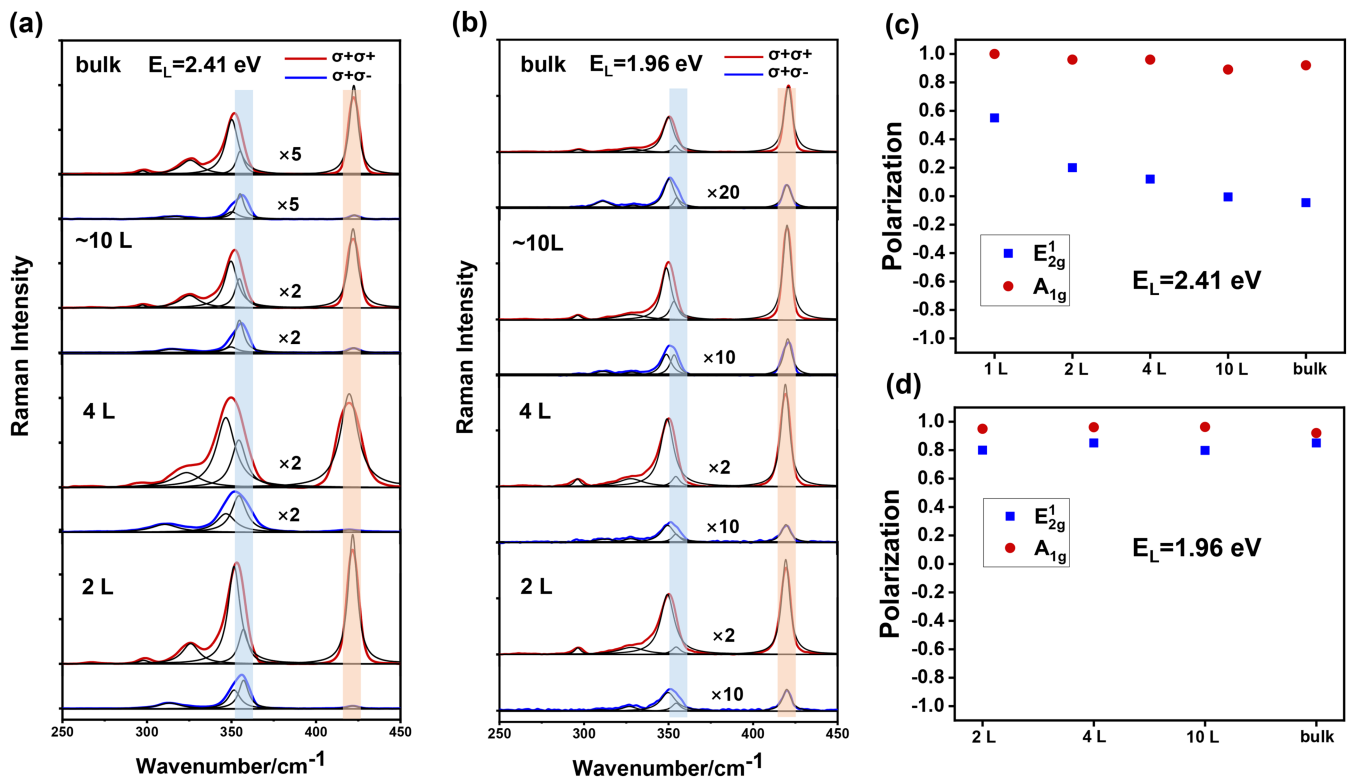 (a)
bulk E_L=2.41 eV
σ+σ+
σ+σ-
×5
×5
~10 L
×2
×2
4 L
×2
×2
2 L
Raman Intensity
250 300 350 400 450
Wavenumber/cm⁻¹
(b)
bulk E_L=1.96 eV
σ+σ+
σ+σ-
×20
~10L
×10
4 L
×2
×10
2 L
×2
×10
Raman Intensity
250 300 350 400 450
Wavenumber/cm⁻¹
(c)
1.0
0.8
0.6
0.4
0.2
0.0
-0.2
-0.4
-0.6
0.8
-1.0
Polarization
E¹₂g
A₁g
E_L=2.41 eV
1 L 2 L 4 L 10 L bulk
(d)
1.0
0.8
0.6
0.4
0.2
0.0
-0.2
-0.4
-0.6
-0.8
-1.0
Polarization
E¹₂g
A₁g
E_L=1.96 eV
2 L 4 L 10 L bulk